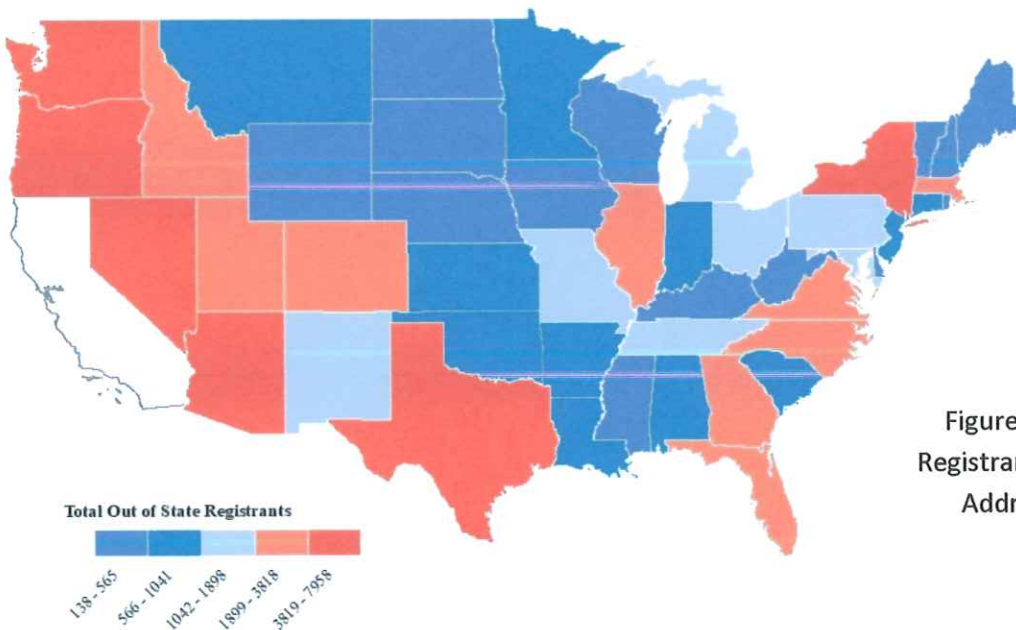 Figure
Registran
Addr
Total Out of State Registrants
138 - 565
566 - 1041
1042 - 1898
1899 - 3818
3819 - 7958